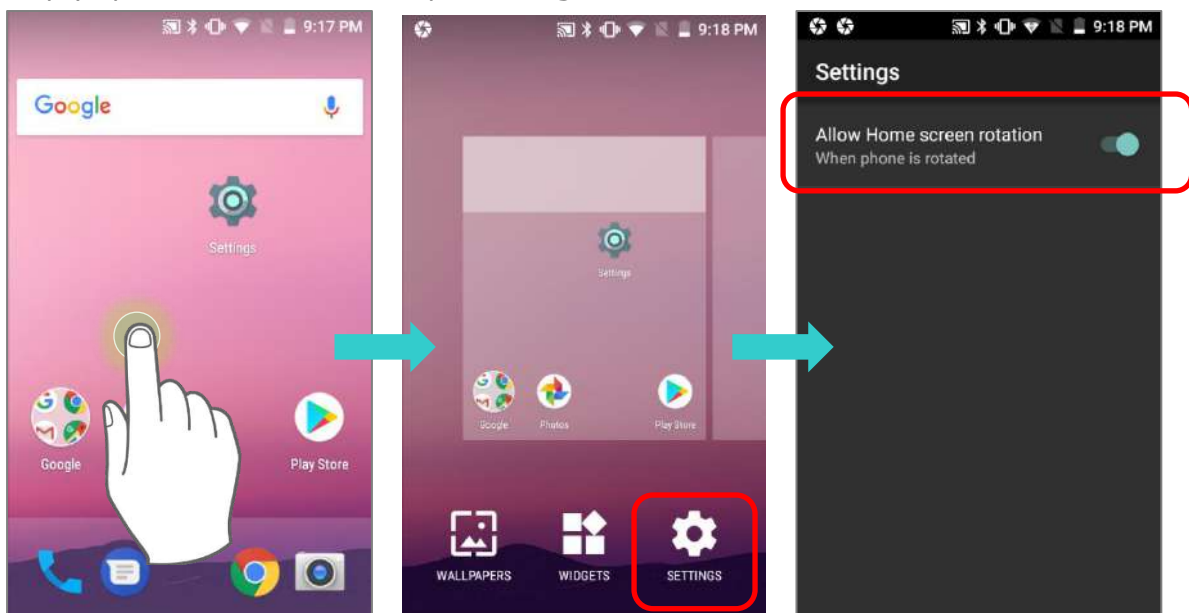 9:17 PM
Google
Settings
Google
Play Store
9:18 PM
Settings
Google
Photos
Play Store
WALLPAPERS
WIDGETS
SETTINGS
9:18 PM
Settings
Allow Home screen rotation
When phone is rotated